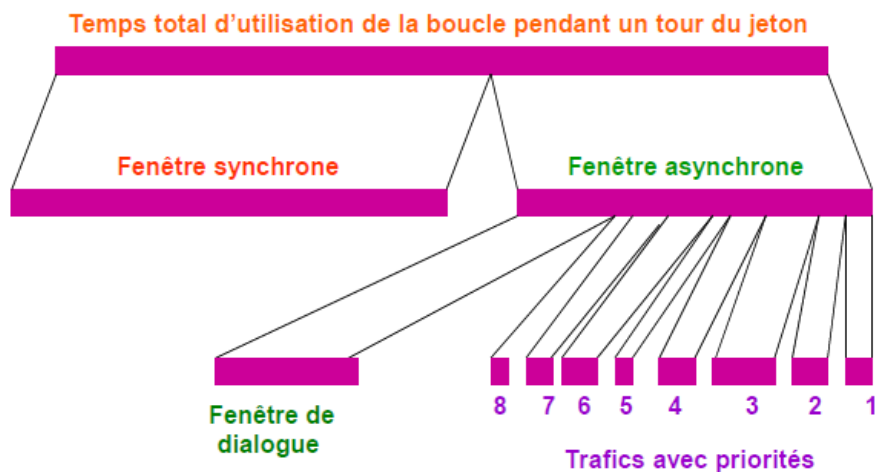 Temps total d'utilisation de la boucle pendant un tour du jeton
Fenêtre synchrone
Fenêtre asynchrone
Fenêtre de
dialogue
8 7 6 5 4 3 2 1
Trafics avec priorités